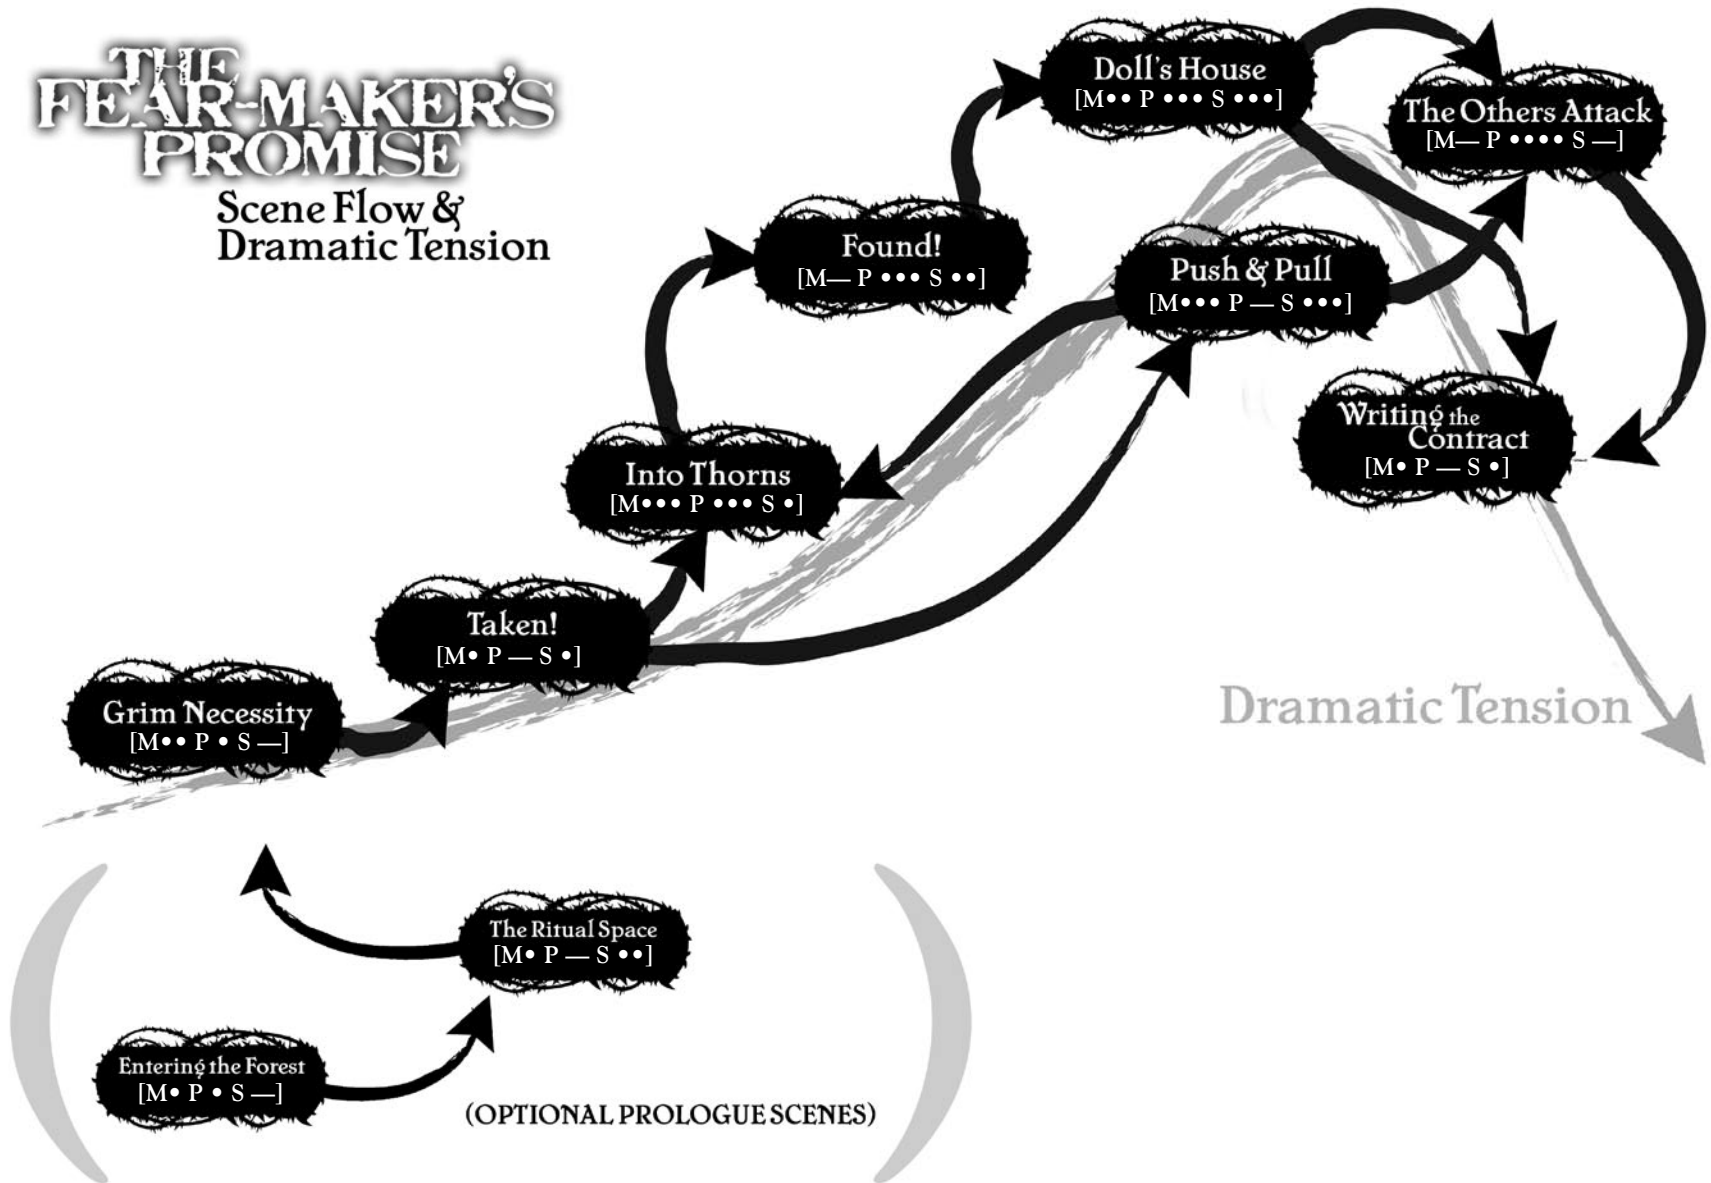 THE
FEAR-MAKER'S
PROMISE
Scene Flow &
Dramatic Tension
Doll's House
[M•• P ••• S •••]
The Others Attack
[M— P •••• S —]
Found!
[M— P ••• S ••]
Push & Pull
[M••• P — S •••]
Writing the
Contract
[M• P — S •]
Into Thorns
[M••• P ••• S •]
Taken!
[M• P — S •]
Grim Necessity
[M•• P • S —]
Dramatic Tension
The Ritual Space
[M• P — S ••]
Entering the Forest
[M• P • S —]
(OPTIONAL PROLOGUE SCENES)